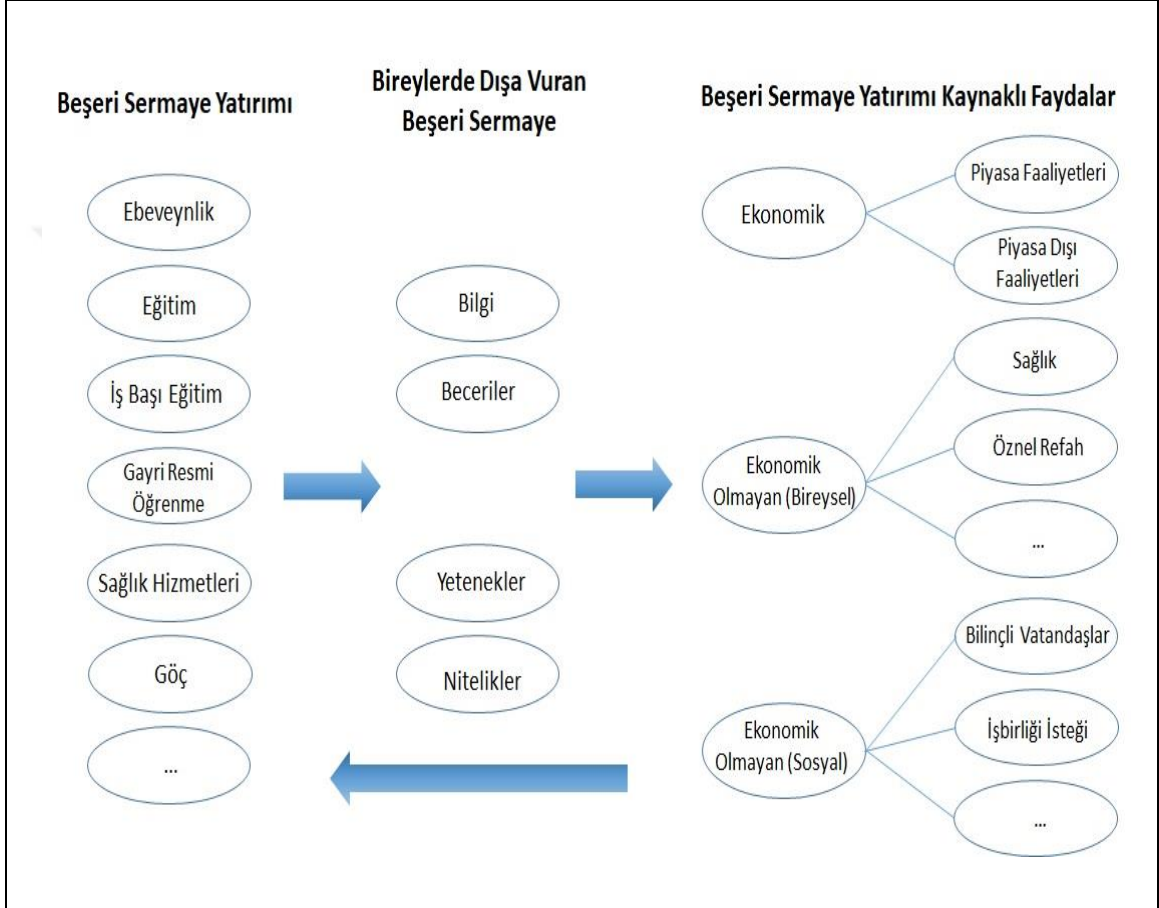 Beşeri Sermaye Yatırımı
Ebeveynlik
Eğitim
İş Başı Eğitim
Gayri Resmi
Öğrenme
Sağlık Hizmetleri
Göç
...
Bireylerde Dışa Vuran
Beşeri Sermaye
Bilgi
Beceriler
Yetenekler
Nitelikler
Beşeri Sermaye Yatırımı Kaynaklı Faydalar
Ekonomik
Piyasa Faaliyetleri
Piyasa Dışı
Faaliyetleri
Ekonomik
Olmayan (Bireysel)
Sağlık
Öznel Refah
...
Ekonomik
Olmayan (Sosyal)
Bilinçli Vatandaşlar
İşbirliği İsteği
...